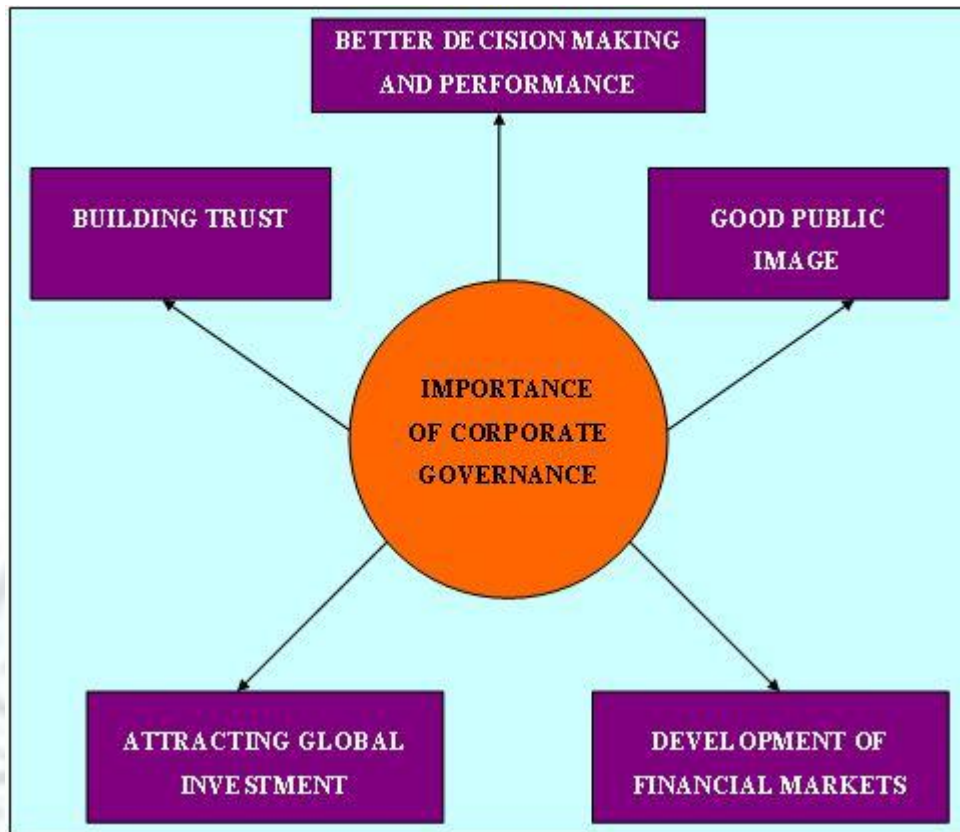 BETTER DECISION MAKING
AND PERFORMANCE
BUILDING TRUST
GOOD PUBLIC
IMAGE
IMPORTANCE
OF CORPORATE
GOVERNANCE
ATTRACTING GLOBAL
INVESTMENT
DEVELOPMENT OF
FINANCIAL MARKETS